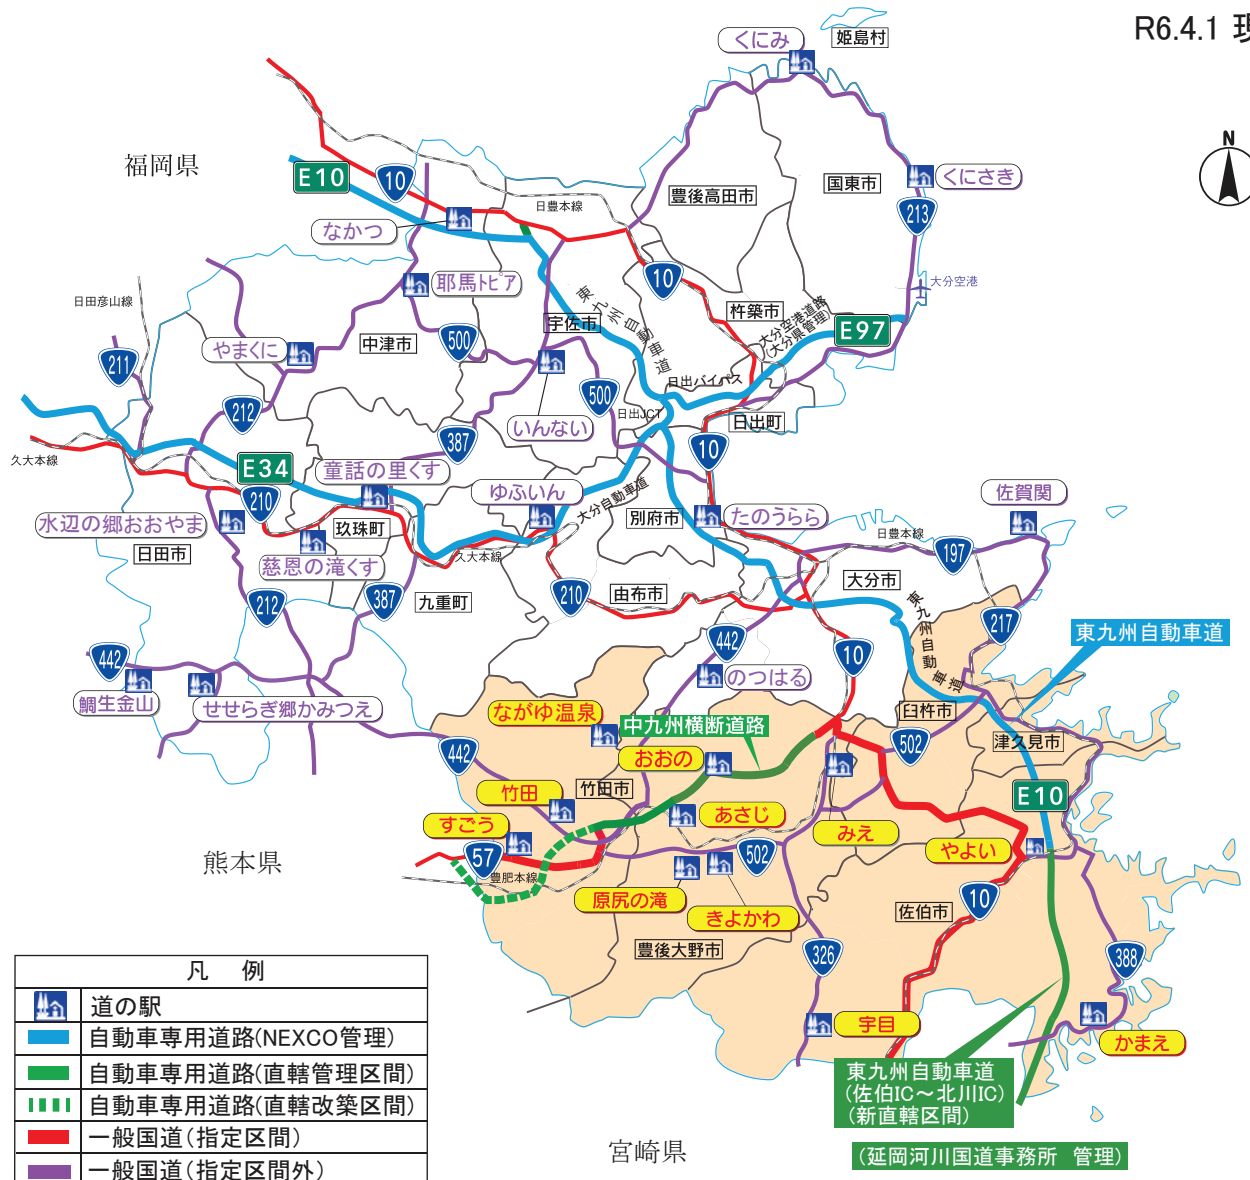 R6.4.1 現
くにみ
姫島村
N
福岡県
E10
10
日豊本線
豊後高田市
国東市
くにさき
213
なかつ
大分空港
日田彦山線
耶馬トピア
10
杵築市
宇佐市
東九州自動車道
大分空港道路
(大分県管理)
E97
211
やまくに
中津市
500
日出バイパス
500
212
日出JCT
日出町
いんない
387
10
久大本線
E34
童話の里くす
210
ゆふいん
大分自動車道
佐賀関
水辺の郷おおやま
玖珠町
別府市
たのうらら
日田市
慈恩の滝くす
久大本線
日豊本線
197
212
387
九重町
210
由布市
大分市
東九州自動車道
217
東九州自動車道
442
442
10
鯛生金山
せせらぎ郷かみつえ
のつはる
ながゆ温泉
中九州横断道路
臼杵市
502
津久見市
442
おおの
竹田
竹田市
E10
すごう
あさじ
みえ
やよい
熊本県
57
豊肥本線
502
原尻の滝
きよかわ
10
佐伯市
豊後大野市
326
388
凡 例
道の駅
宇目
かまえ
自動車専用道路(NEXCO管理)
自動車専用道路(直轄管理区間)
東九州自動車道
(佐伯IC～北川IC)
(新直轄区間)
自動車専用道路(直轄改築区間)
一般国道(指定区間)
宮崎県
(延岡河川国道事務所 管理)
一般国道(指定区間外)